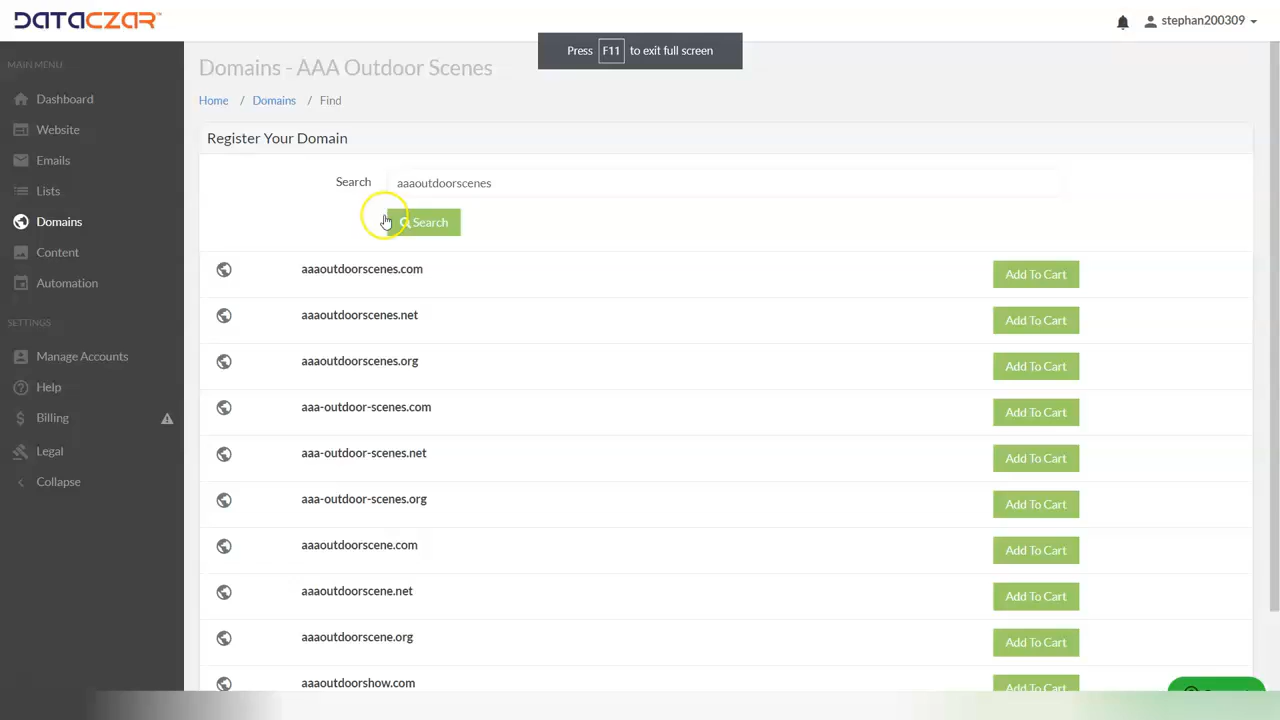 DATACZAR
stephan200309
Press F11 to exit full screen
MAIN MENU
Dashboard
Website
Emails
Lists
Domains
Content
Automation
SETTINGS
Manage Accounts
Help
Billing
Legal
Collapse
Domains - AAA Outdoor Scenes
Home / Domains / Find
Register Your Domain
Search aaaoutdoorscenes
Search
aaaoutdoorscenes.com Add To Cart
aaaoutdoorscenes.net Add To Cart
aaaoutdoorscenes.org Add To Cart
aaa-outdoor-scenes.com Add To Cart
aaa-outdoor-scenes.net Add To Cart
aaa-outdoor-scenes.org Add To Cart
aaaoutdoorscene.com Add To Cart
aaaoutdoorscene.net Add To Cart
aaaoutdoorscene.org Add To Cart
aaaoutdoorshow.com Add To Cart